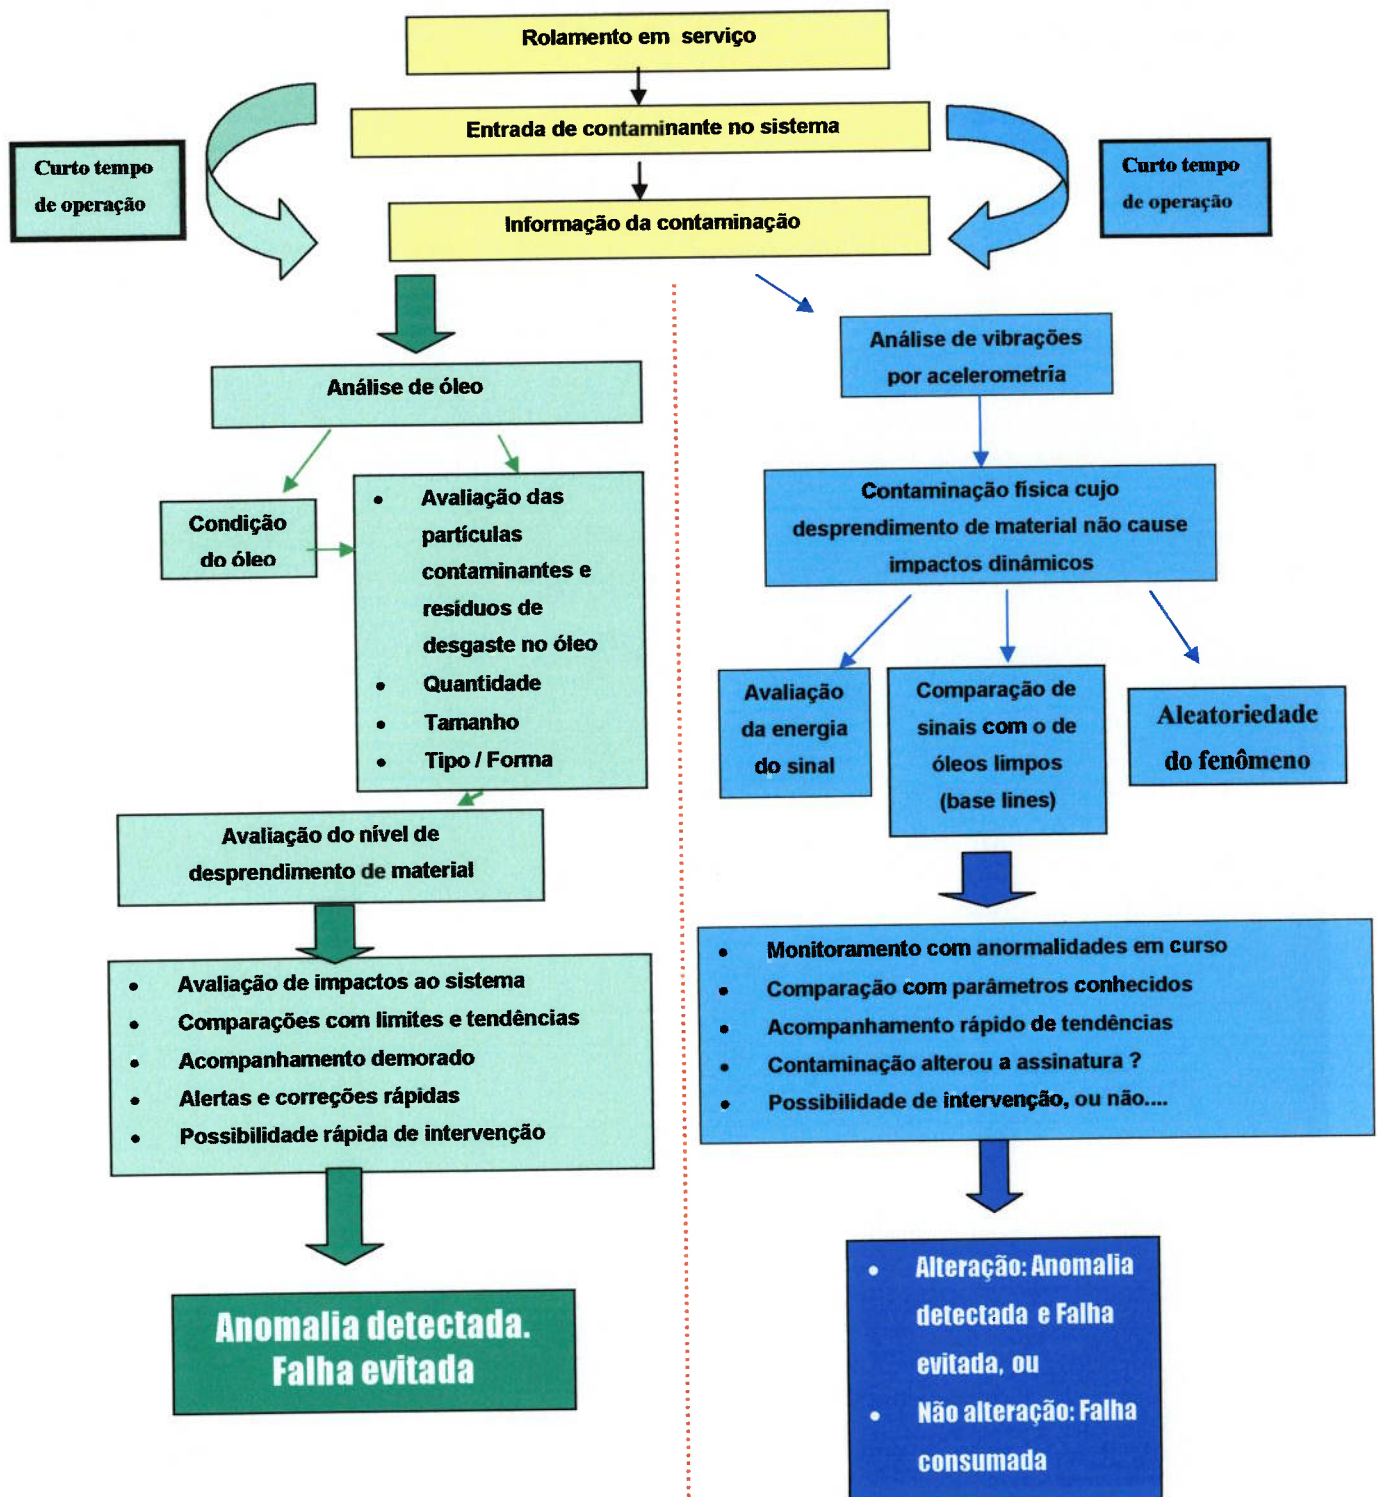 Rolamento em serviço
Entrada de contaminante no sistema
Informação da contaminação
Curto tempo
de operação
Curto tempo
de operação
Análise de óleo
Condição
do óleo
• Avaliação das
partículas
contaminantes e
resíduos de
desgaste no óleo
• Quantidade
• Tamanho
• Tipo / Forma
Avaliação do nível de
desprendimento de material
• Avaliação de impactos ao sistema
• Comparações com limites e tendências
• Acompanhamento demorado
• Alertas e correções rápidas
• Possibilidade rápida de intervenção
Anomalia detectada.
Falha evitada
Análise de vibrações
por acelerometria
Contaminação física cujo
desprendimento de material não cause
impactos dinâmicos
Avaliação
da energia
do sinal
Comparação de
sinais com o de
óleos limpos
(base lines)
Aleatoriedade
do fenômeno
• Monitoramento com anormalidades em curso
• Comparação com parâmetros conhecidos
• Acompanhamento rápido de tendências
• Contaminação alterou a assinatura ?
• Possibilidade de intervenção, ou não....
• Alteração: Anomalia
detectada e Falha
evitada, ou
• Não alteração: Falha
consumada